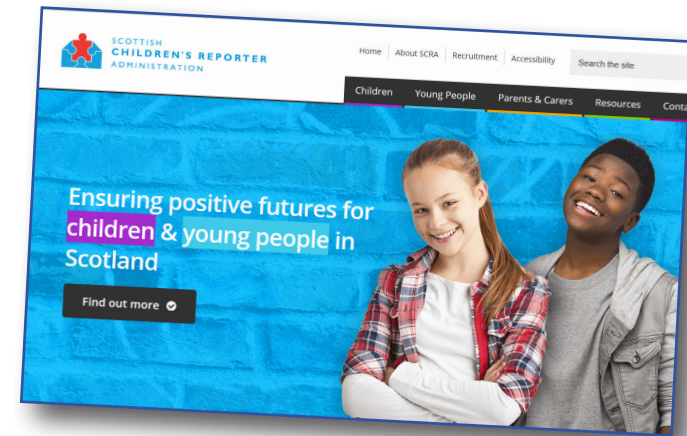 SCOTTISH
CHILDREN'S REPORTER
ADMINISTRATION
Home About SCRA Recruitment Accessibility Search the site
Children Young People Parents & Carers Resources Conta
Ensuring positive futures for
children & young people in
Scotland
Find out more